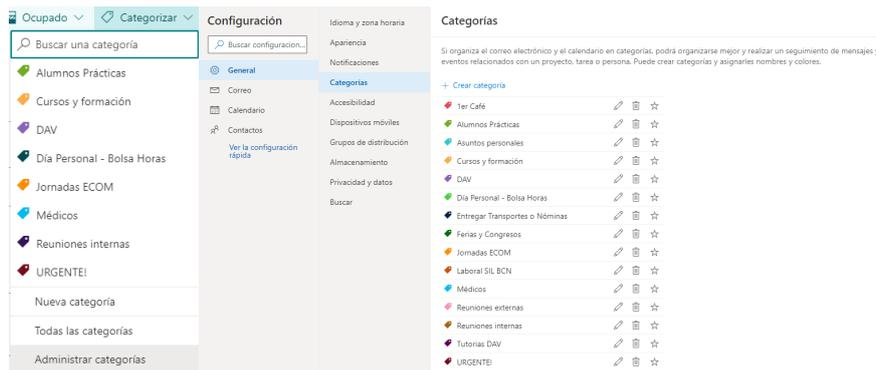 Ocupado
Categorizar
Buscar una categoría
Alumnos Prácticas
Cursos y formación
DAV
Día Personal - Bolsa Horas
Jornadas ECOM
Médicos
Reuniones internas
URGENTE!
Nueva categoría
Todas las categorías
Administrar categorías
Configuración
Buscar configuracion...
General
Correo
Calendario
Contactos
Ver la configuración
rápida
Idioma y zona horaria
Apariencia
Notificaciones
Categorías
Accesibilidad
Dispositivos móviles
Grupos de distribución
Almacenamiento
Privacidad y datos
Buscar
Categorías
Si organiza el correo electrónico y el calendario en categorías, podrá organizarse mejor y realizar un seguimiento de mensajes y
eventos relacionados con un proyecto, tarea o persona. Puede crear categorías y asignarles nombres y colores.
+ Crear categoría
1er Café
Alumnos Prácticas
Asuntos personales
Cursos y formación
DAV
Día Personal - Bolsa Horas
Entregar Transportes o Nóminas
Ferias y Congresos
Jornadas ECOM
Laboral SIL BCN
Médicos
Reuniones externas
Reuniones internas
Tutorias DAV
URGENTE!